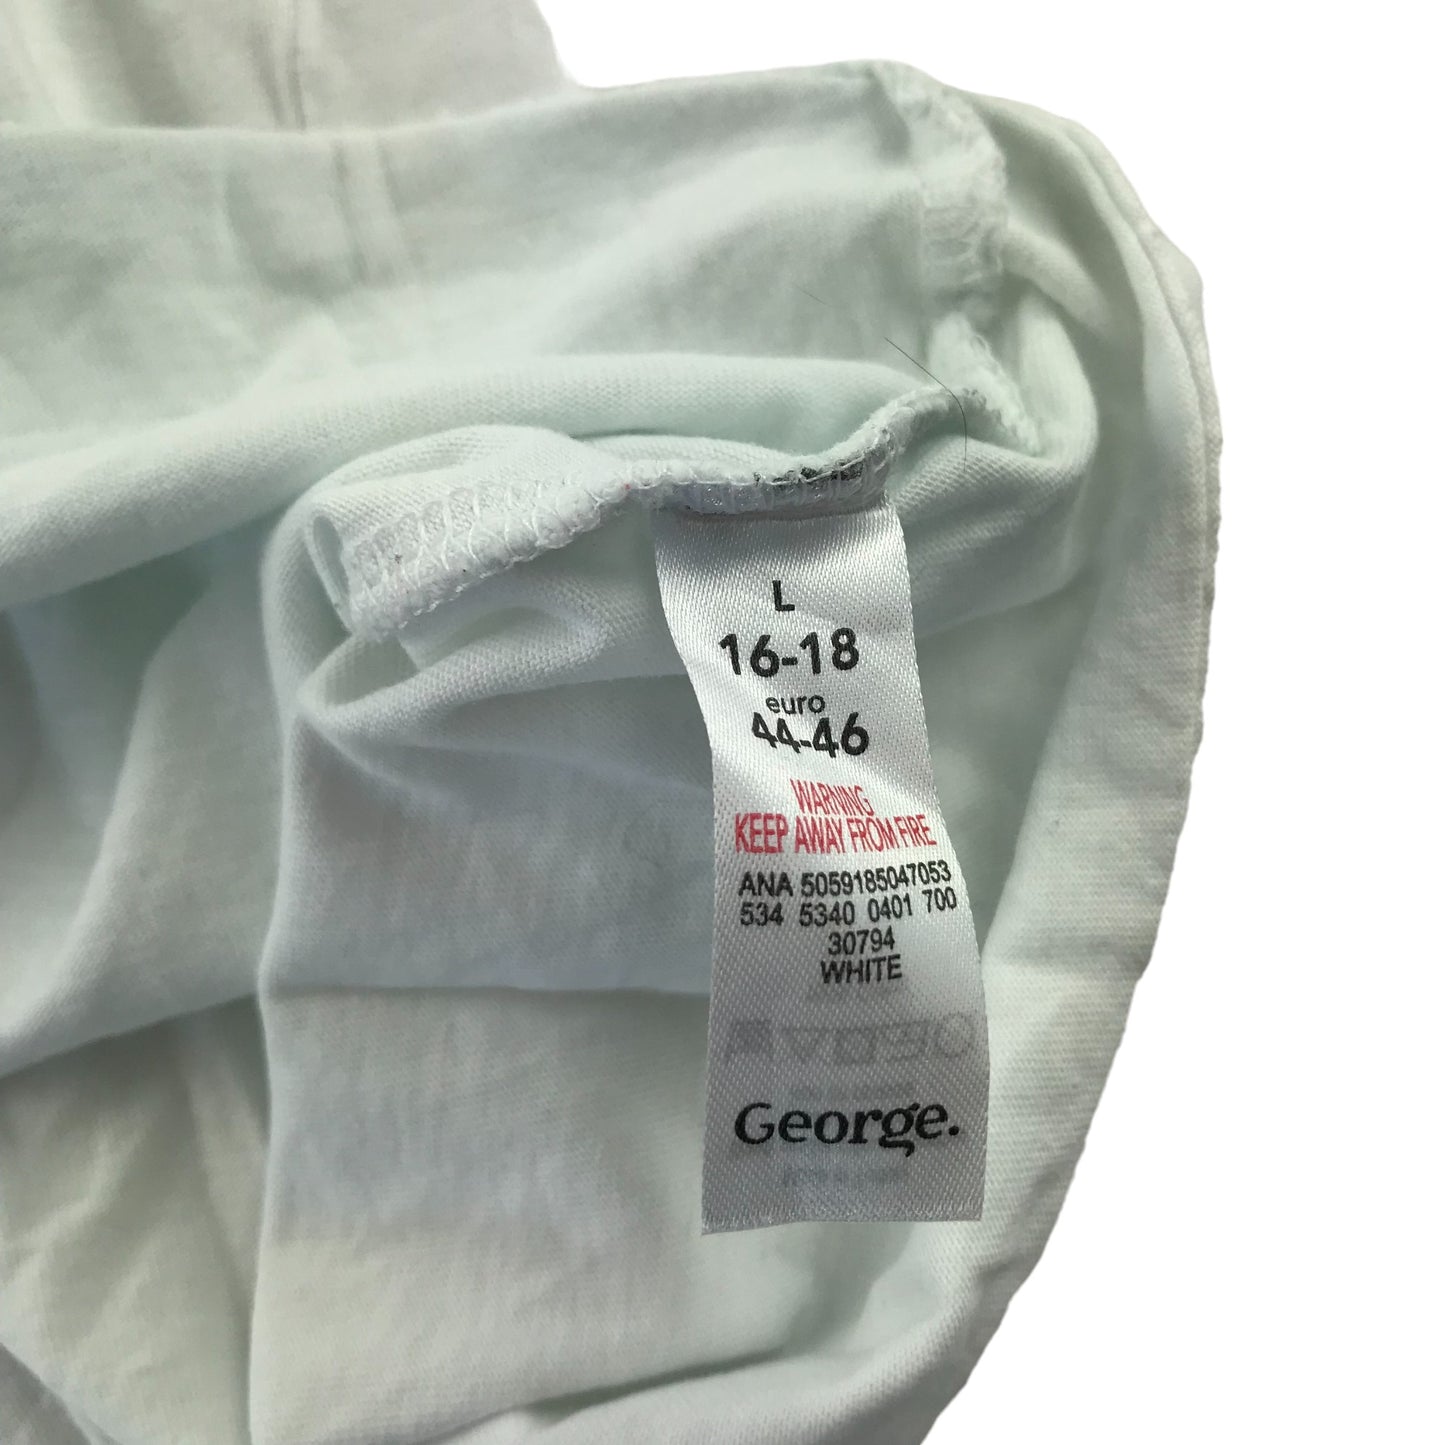 L
16-18
euro
44-46
WARNING
KEEP AWAY FROM FIRE
ANA 5059185047053
534 5340 0401 700
30794
WHITE
George.